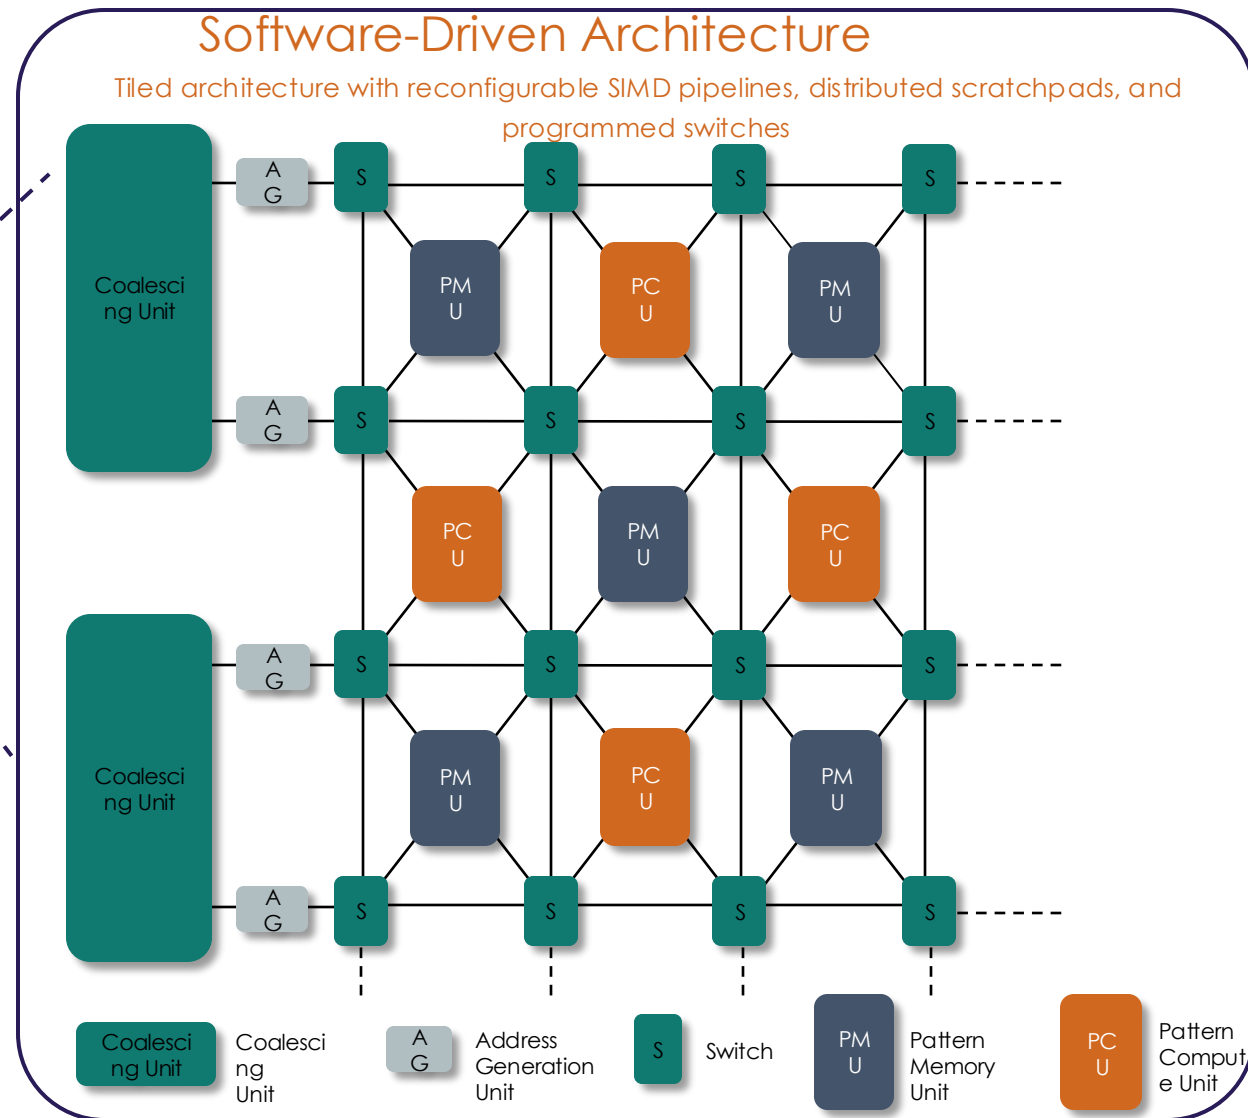 Software-Driven Architecture
Tiled architecture with reconfigurable SIMD pipelines, distributed scratchpads, and
programmed switches
A
G
S
S
S
S
Coalesci
ng Unit
PM
U
PC
U
PM
U
A
G
S
S
S
S
PC
U
PM
U
PC
U
A
G
S
S
S
S
Coalesci
ng Unit
PM
U
PC
U
PM
U
A
G
S
S
S
S
Coalesci
ng Unit
Coalesci
ng
Unit
A
G
Address
Generation
Unit
S
Switch
PM
U
Pattern
Memory
Unit
PC
U
Pattern
Comput
e Unit